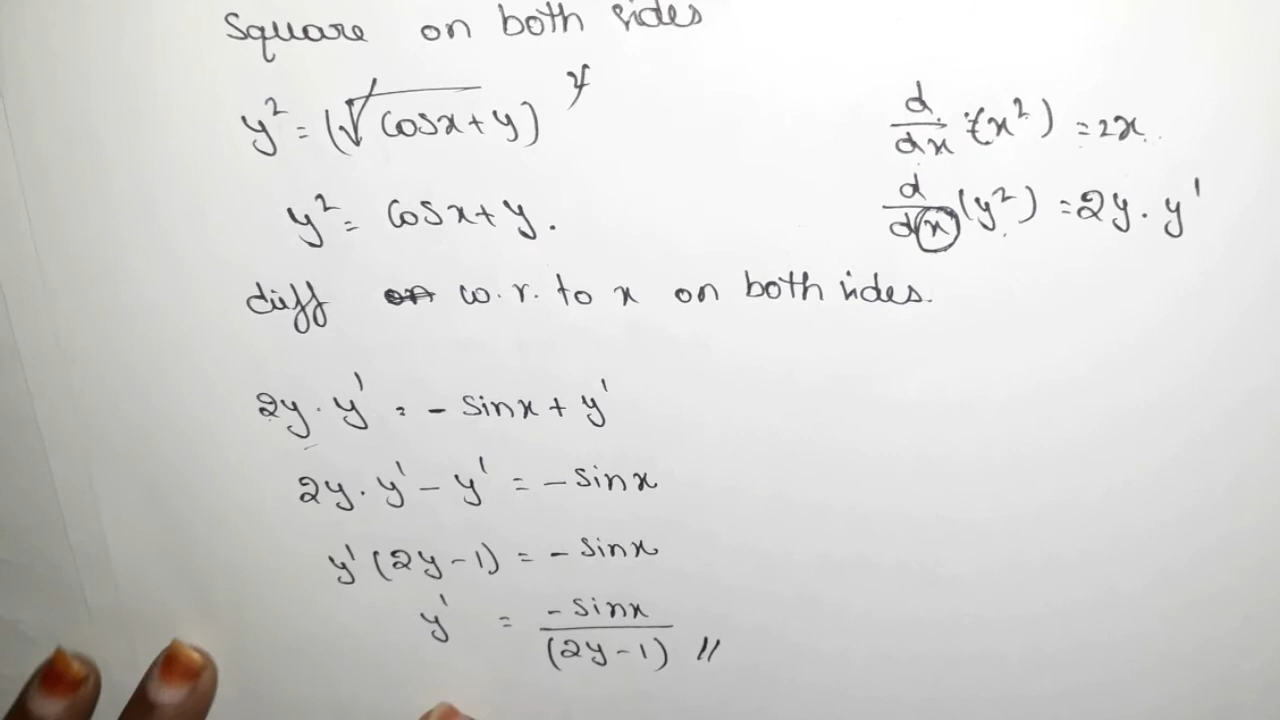 Square on both sides
y² = (√cosx + y)²
d/dx (x²) = 2x
y² = cosx + y.
d/dx (y²) = 2y · y'
diff w.r. to x on both sides.
2y · y' = - sinx + y'
2y · y' - y' = - sinx
y' (2y - 1) = - sinx
y' = - sinx / (2y - 1) //